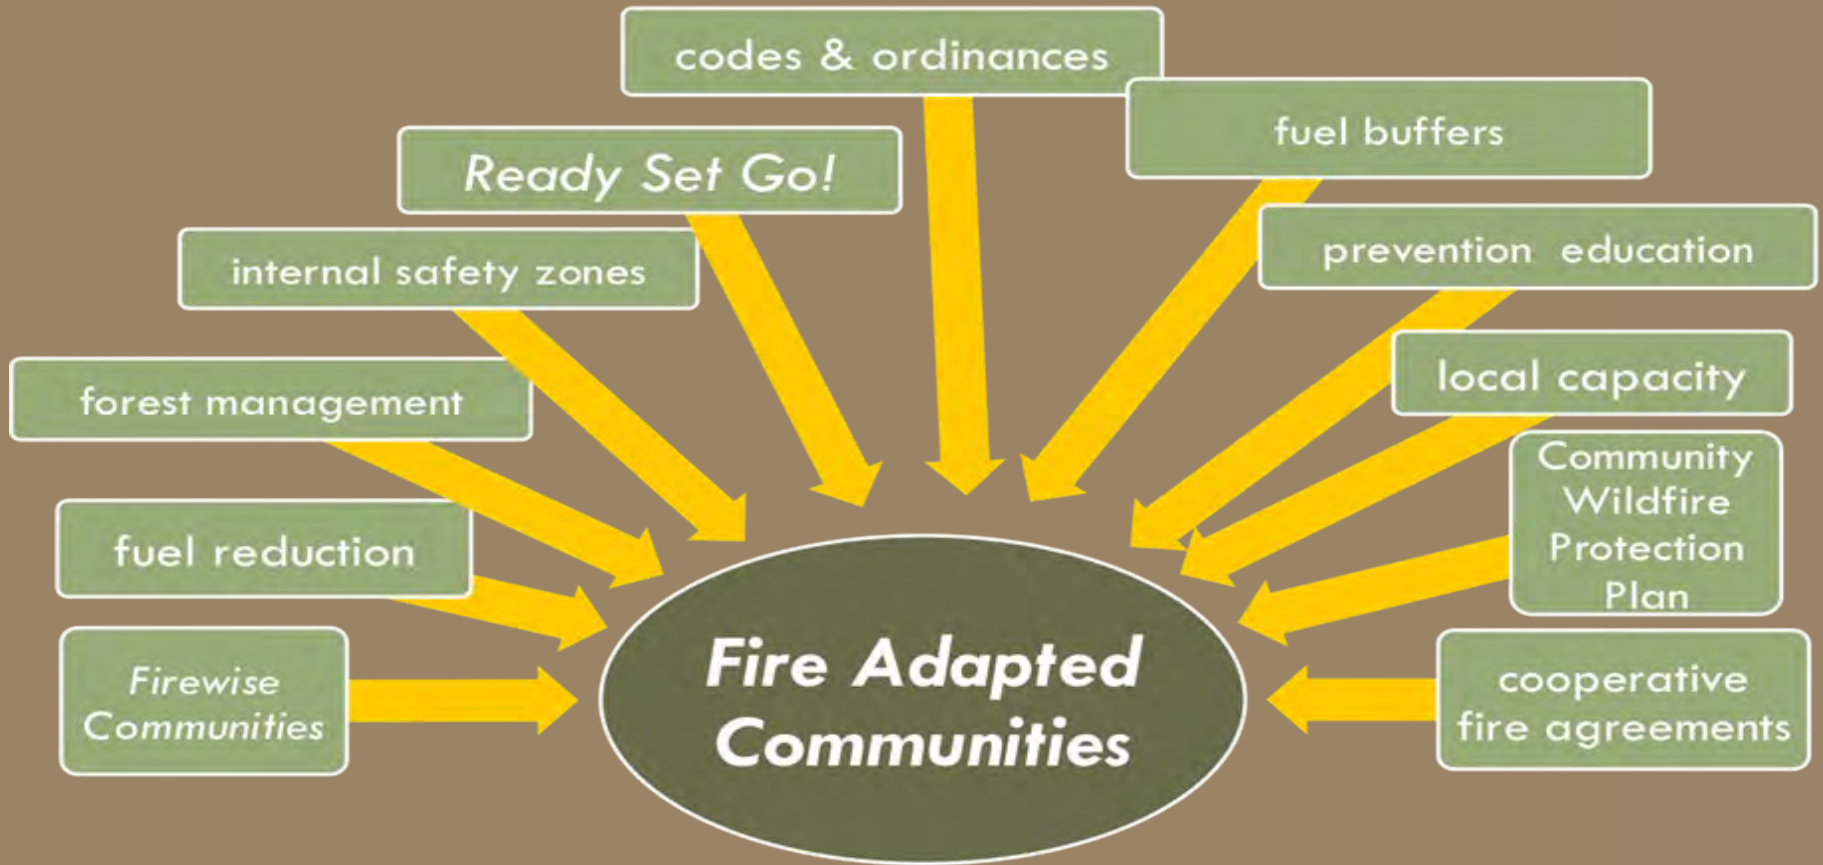 codes & ordinances
fuel buffers
Ready Set Go!
prevention education
internal safety zones
local capacity
forest management
Community
Wildfire
Protection
Plan
fuel reduction
Firewise
Communities
cooperative
fire agreements
Fire Adapted
Communities